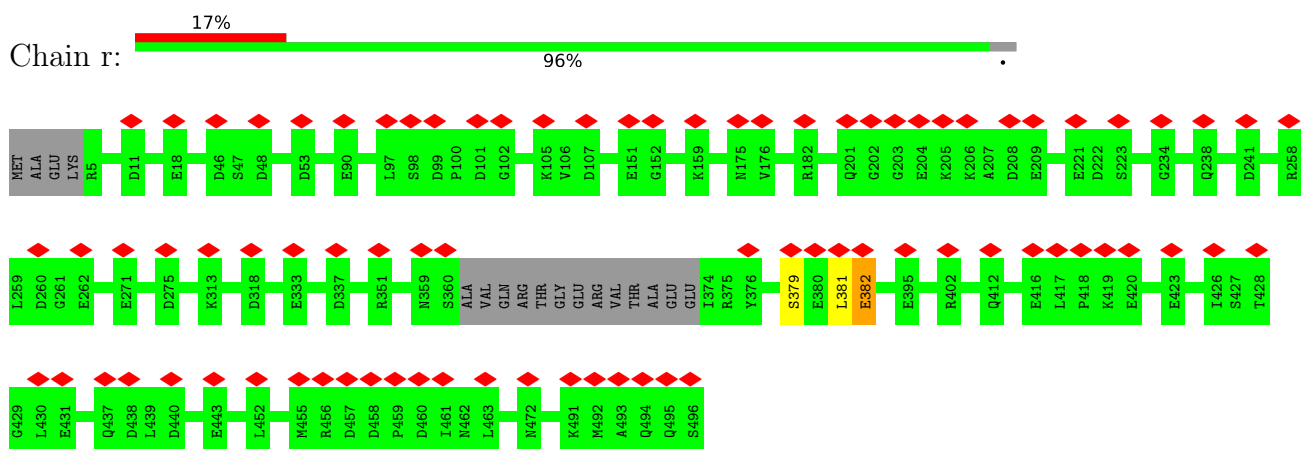 17%
Chain r:
96%
.
MET ALA GLU LYS R5 D11 E18 D46 S47 D48 D53 E90 L97 S98 D99 P100 D101 G102 K105 V106 D107 E151 G152 K159 N175 V176 R182 Q201 G202 G203 E204 K205 K206 A207 D208 E209 E221 D222 S223 G234 Q238 D241 R258
L259 D260 G261 E262 E271 D275 K313 D318 E333 D337 R351 N359 S360 ALA VAL GLN ARG THR GLY GLU ARG VAL THR ALA GLU GLU I374 R375 Y376 S379 E380 L381 E382 E395 R402 Q412 E416 L417 P418 K419 E420 E423 I426 S427 T428
G429 L430 E431 Q437 D438 L439 D440 E443 L452 M455 R456 D457 D458 P459 D460 I461 N462 L463 N472 K491 M492 A493 Q494 Q495 S496